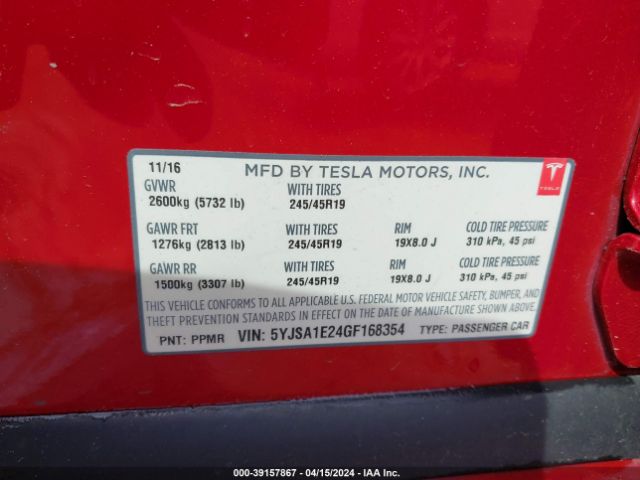 11/16 MFD BY TESLA MOTORS, INC.
TESLA
GVWR WITH TIRES
2600kg (5732 lb) 245/45R19
GAWR FRT WITH TIRES RIM COLD TIRE PRESSURE
1276kg (2813 lb) 245/45R19 19X8.0 J 310 kPa, 45 psi
GAWR RR WITH TIRES RIM COLD TIRE PRESSURE
1500kg (3307 lb) 245/45R19 19X8.0 J 310 kPa, 45 psi
THIS VEHICLE CONFORMS TO ALL APPLICABLE U.S. FEDERAL MOTOR VEHICLE SAFETY, BUMPER, AND
THEFT PREVENTION STANDARDS IN EFFECT ON THE DATE OF MANUFACTURE SHOWN ABOVE.
PNT: PPMR VIN: 5YJSA1E24GF168354 TYPE: PASSENGER CAR
000-39157867 - 04/15/2024 - IAA Inc.